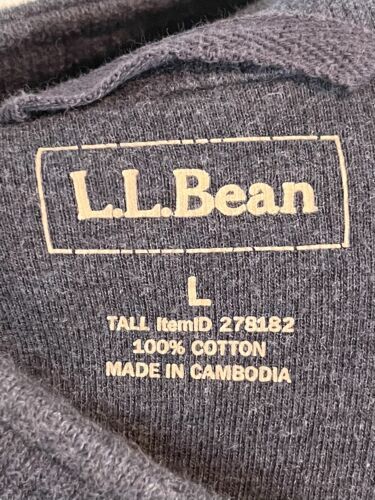 L.L.Bean
L
TALL ItemID 278182
100% COTTON
MADE IN CAMBODIA